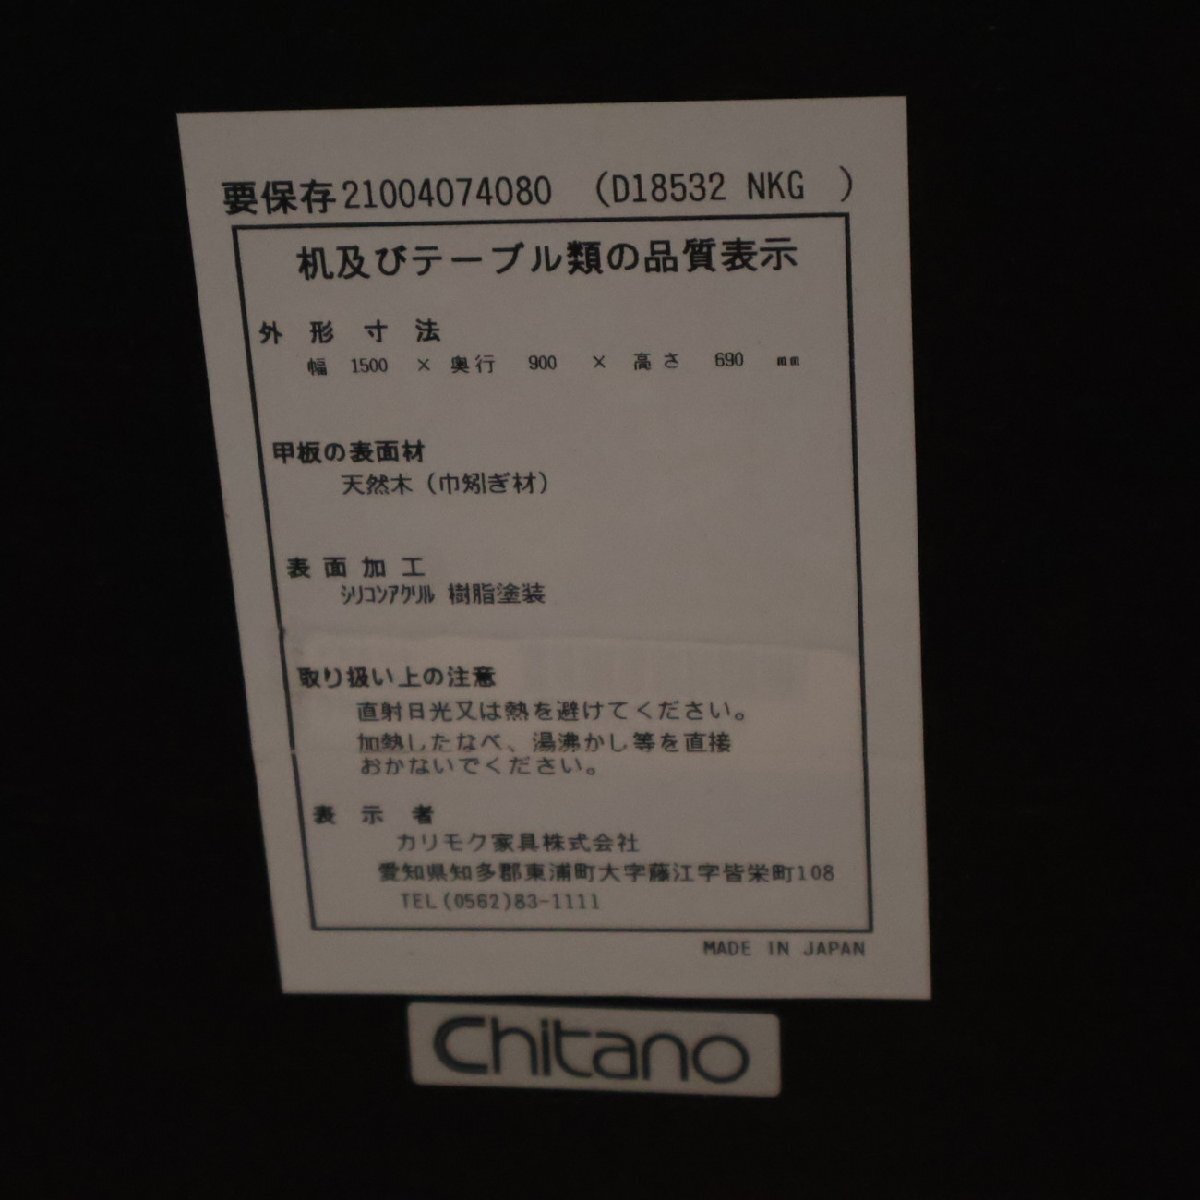 要保存21004074080 (D18532 NKG )
机及びテーブル類の品質表示
外形寸法
幅 1500 × 奥行 900 × 高さ 690 mm
甲板の表面材
天然木(巾矧ぎ材)
表面加工
シリコンアクリル 樹脂塗装
取り扱い上の注意
直射日光又は熱を避けてください。
加熱したなべ、湯沸かし等を直接
おかないでください。
表示者
カリモク家具株式会社
愛知県知多郡東浦町大字藤江字皆栄町108
TEL(0562)83-1111
MADE IN JAPAN
Chitano